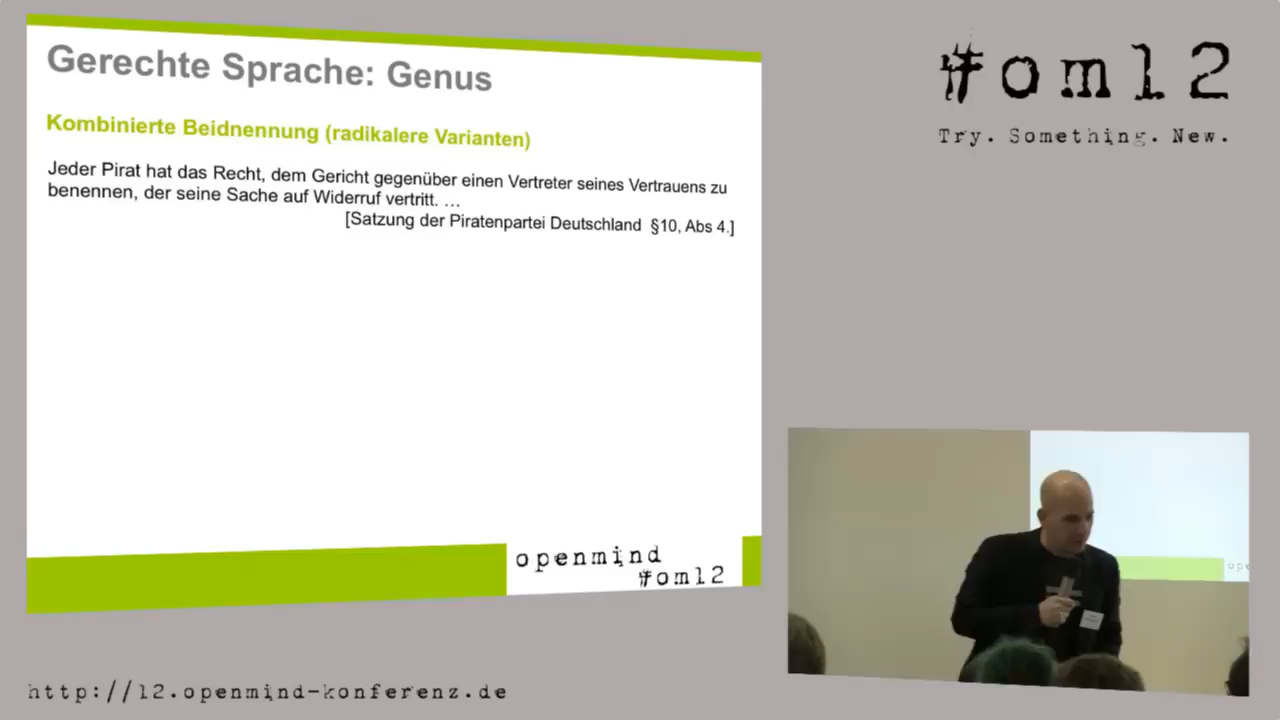 Gerechte Sprache: Genus
Kombinierte Beidnennung (radikalere Varianten)
Jeder Pirat hat das Recht, dem Gericht gegenüber einen Vertreter seines Vertrauens zu
benennen, der seine Sache auf Widerruf vertritt. …
[Satzung der Piratenpartei Deutschland §10, Abs 4.]
openmind
#om12
#om12
Try. Something. New.
ope
http://12.openmind-konferenz.de